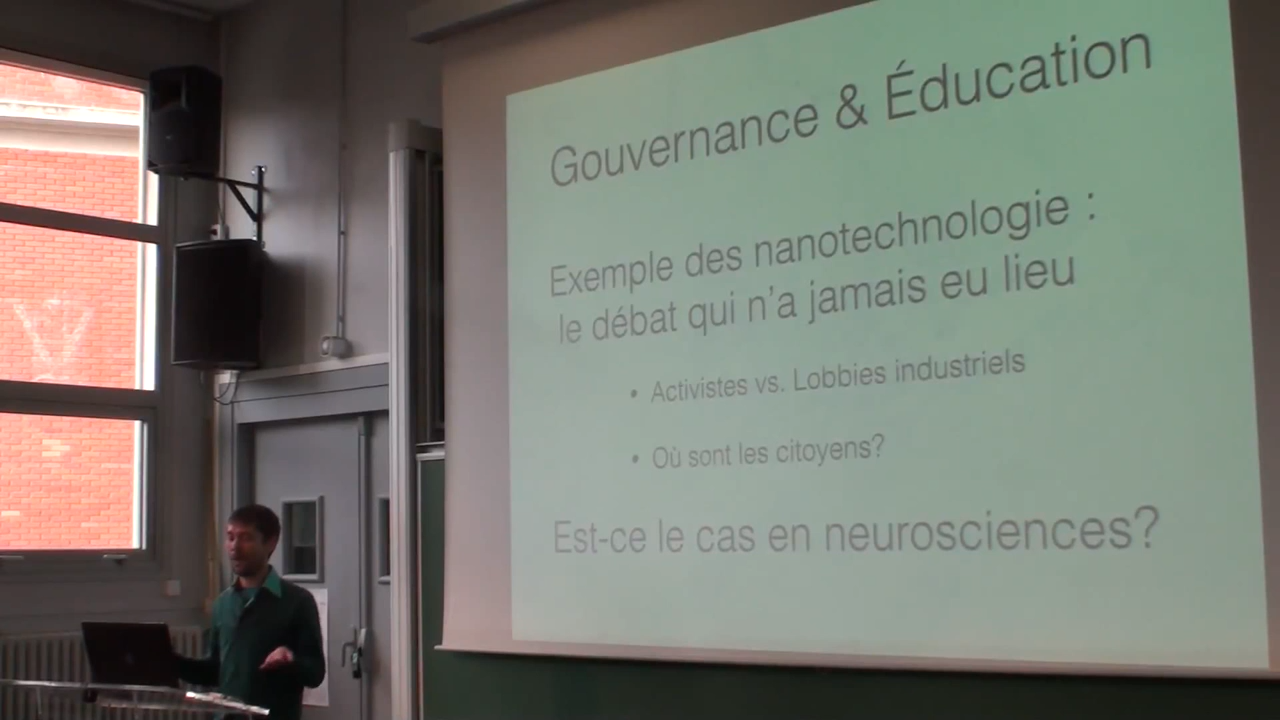 Gouvernance & Éducation
Exemple des nanotechnologie :
le débat qui n'a jamais eu lieu
• Activistes vs. Lobbies industriels
• Où sont les citoyens?
Est-ce le cas en neurosciences?